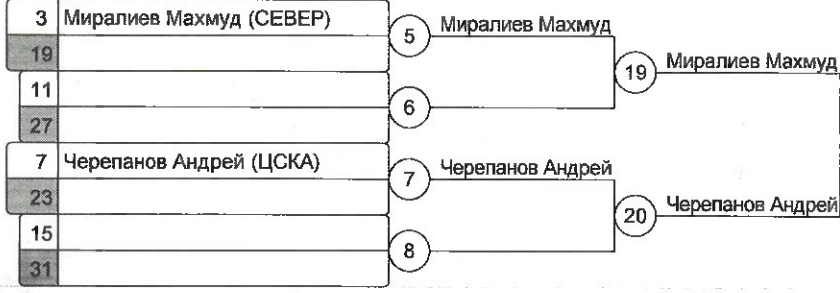 3 Миралиев Махмуд (СЕВЕР)
19
5 Миралиев Махмуд
11
27
6
19 Миралиев Махмуд
7 Черепанов Андрей (ЦСКА)
23
7 Черепанов Андрей
15
31
8
20 Черепанов Андрей